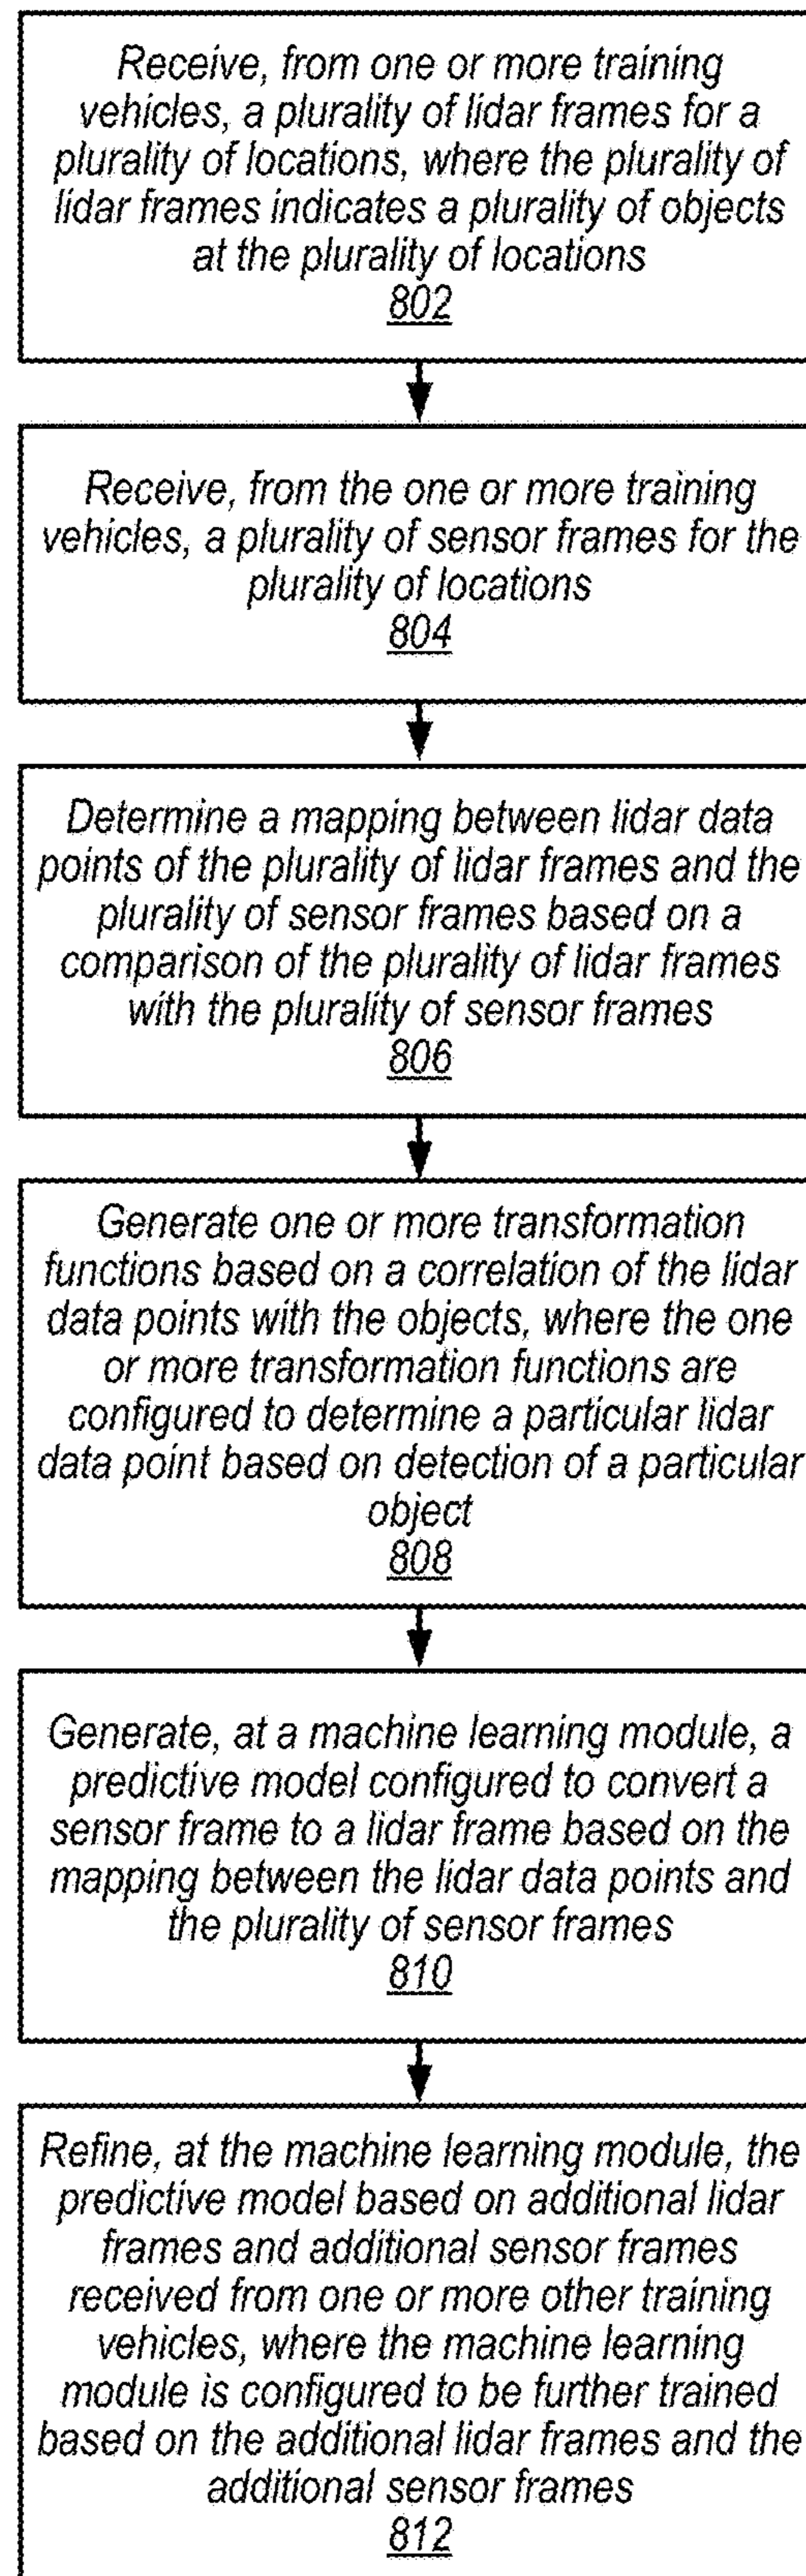 Receive, from one or more training
vehicles, a plurality of lidar frames for a
plurality of locations, where the plurality of
lidar frames indicates a plurality of objects
at the plurality of locations
802
Receive, from the one or more training
vehicles, a plurality of sensor frames for the
plurality of locations
804
Determine a mapping between lidar data
points of the plurality of lidar frames and the
plurality of sensor frames based on a
comparison of the plurality of lidar frames
with the plurality of sensor frames
806
Generate one or more transformation
functions based on a correlation of the lidar
data points with the objects, where the one
or more transformation functions are
configured to determine a particular lidar
data point based on detection of a particular
object
808
Generate, at a machine learning module, a
predictive model configured to convert a
sensor frame to a lidar frame based on the
mapping between the lidar data points and
the plurality of sensor frames
810
Refine, at the machine learning module, the
predictive model based on additional lidar
frames and additional sensor frames
received from one or more other training
vehicles, where the machine learning
module is configured to be further trained
based on the additional lidar frames and the
additional sensor frames
812